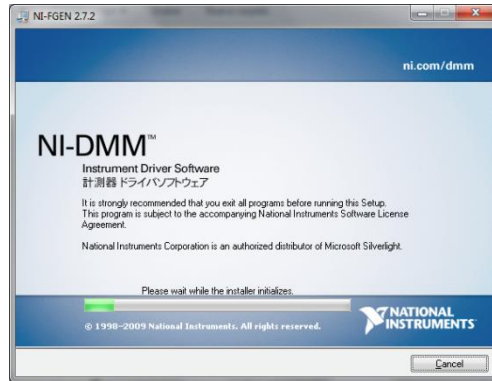 NI-FGEN 2.7.2
ni.com/dmm
NI-DMM™
Instrument Driver Software
計測器 ドライバソフトウェア
It is strongly recommended that you exit all programs before running this Setup.
This program is subject to the accompanying National Instruments Software License
Agreement.
National Instruments Corporation is an authorized distributor of Microsoft Silverlight.
Please wait while the installer initializes.
© 1998–2009 National Instruments. All rights reserved.
NATIONAL
INSTRUMENTS
Cancel